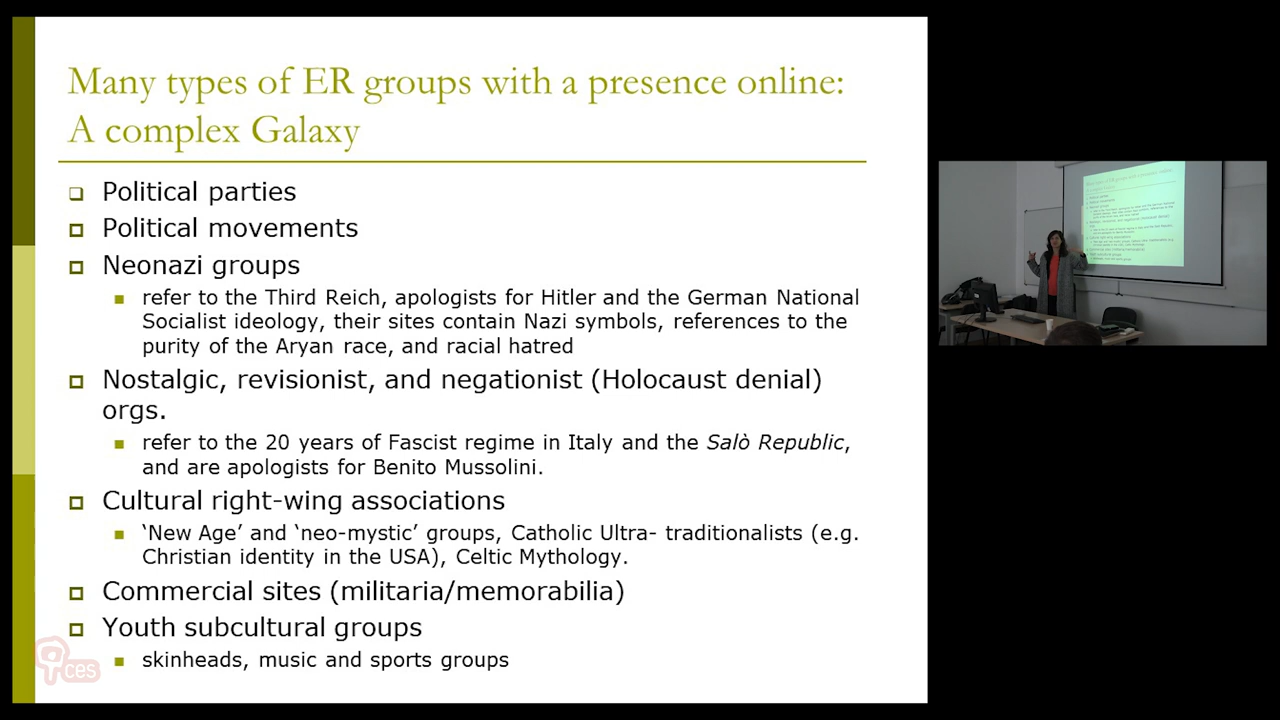 Many types of ER groups with a presence online:
A complex Galaxy
Political parties
Political movements
Neonazi groups
refer to the Third Reich, apologists for Hitler and the German National
Socialist ideology, their sites contain Nazi symbols, references to the
purity of the Aryan race, and racial hatred
Nostalgic, revisionist, and negationist (Holocaust denial)
orgs.
refer to the 20 years of Fascist regime in Italy and the Salò Republic,
and are apologists for Benito Mussolini.
Cultural right-wing associations
‘New Age’ and ‘neo-mystic’ groups, Catholic Ultra- traditionalists (e.g.
Christian identity in the USA), Celtic Mythology.
Commercial sites (militaria/memorabilia)
Youth subcultural groups
skinheads, music and sports groups
ces